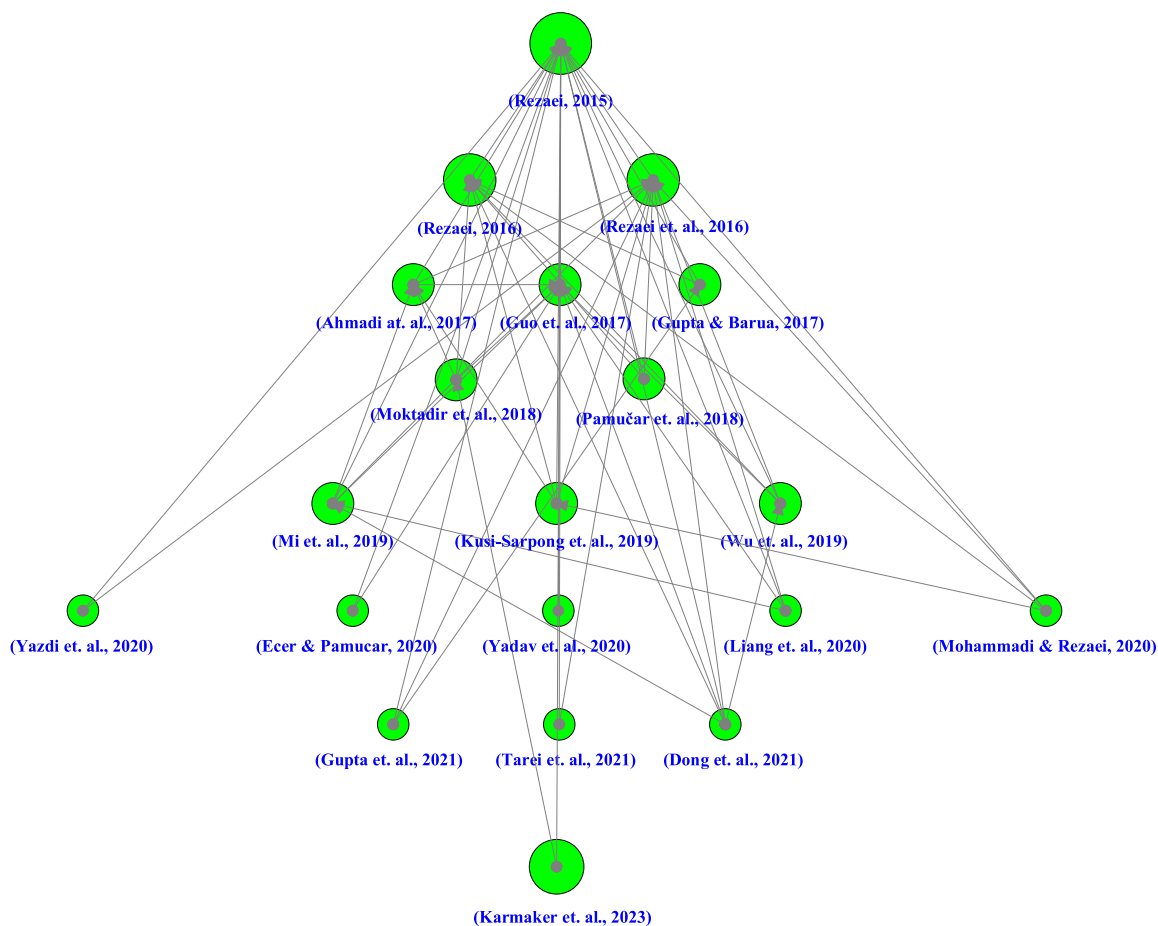 (Rezaei, 2015)
(Rezaei, 2016)
(Rezaei et. al., 2016)
(Ahmadi at. al., 2017)
(Guo et. al., 2017)
(Gupta & Barua, 2017)
(Moktadir et. al., 2018)
(Pamučar et. al., 2018)
(Mi et. al., 2019)
(Kusi-Sarpong et. al., 2019)
(Wu et. al., 2019)
(Yazdi et. al., 2020)
(Ecer & Pamucar, 2020)
(Yadav et. al., 2020)
(Liang et. al., 2020)
(Mohammadi & Rezaei, 2020)
(Gupta et. al., 2021)
(Tarei et. al., 2021)
(Dong et. al., 2021)
(Karmaker et. al., 2023)